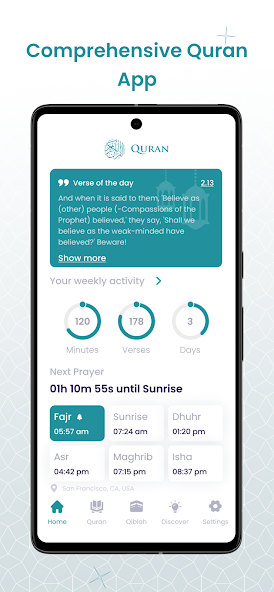 Comprehensive Quran
App
QURAN
Verse of the day
2.13
And when it is said to them, 'Believe as
(other) people (-Compassions of the
Prophet) believed,' they say, 'Shall we
believe as the weak-minded have
believed?' Beware!
Show more
Your weekly activity
120 178 3
Minutes Verses Days
Next Prayer
01h 10m 55s until Sunrise
Fajr Sunrise Dhuhr
05:57 am 07:24 am 01:20 pm
Asr Maghrib Isha
04:42 pm 07:15 pm 08:37 pm
San Francisco, CA, USA
Home Quran Qiblah Discover Settings